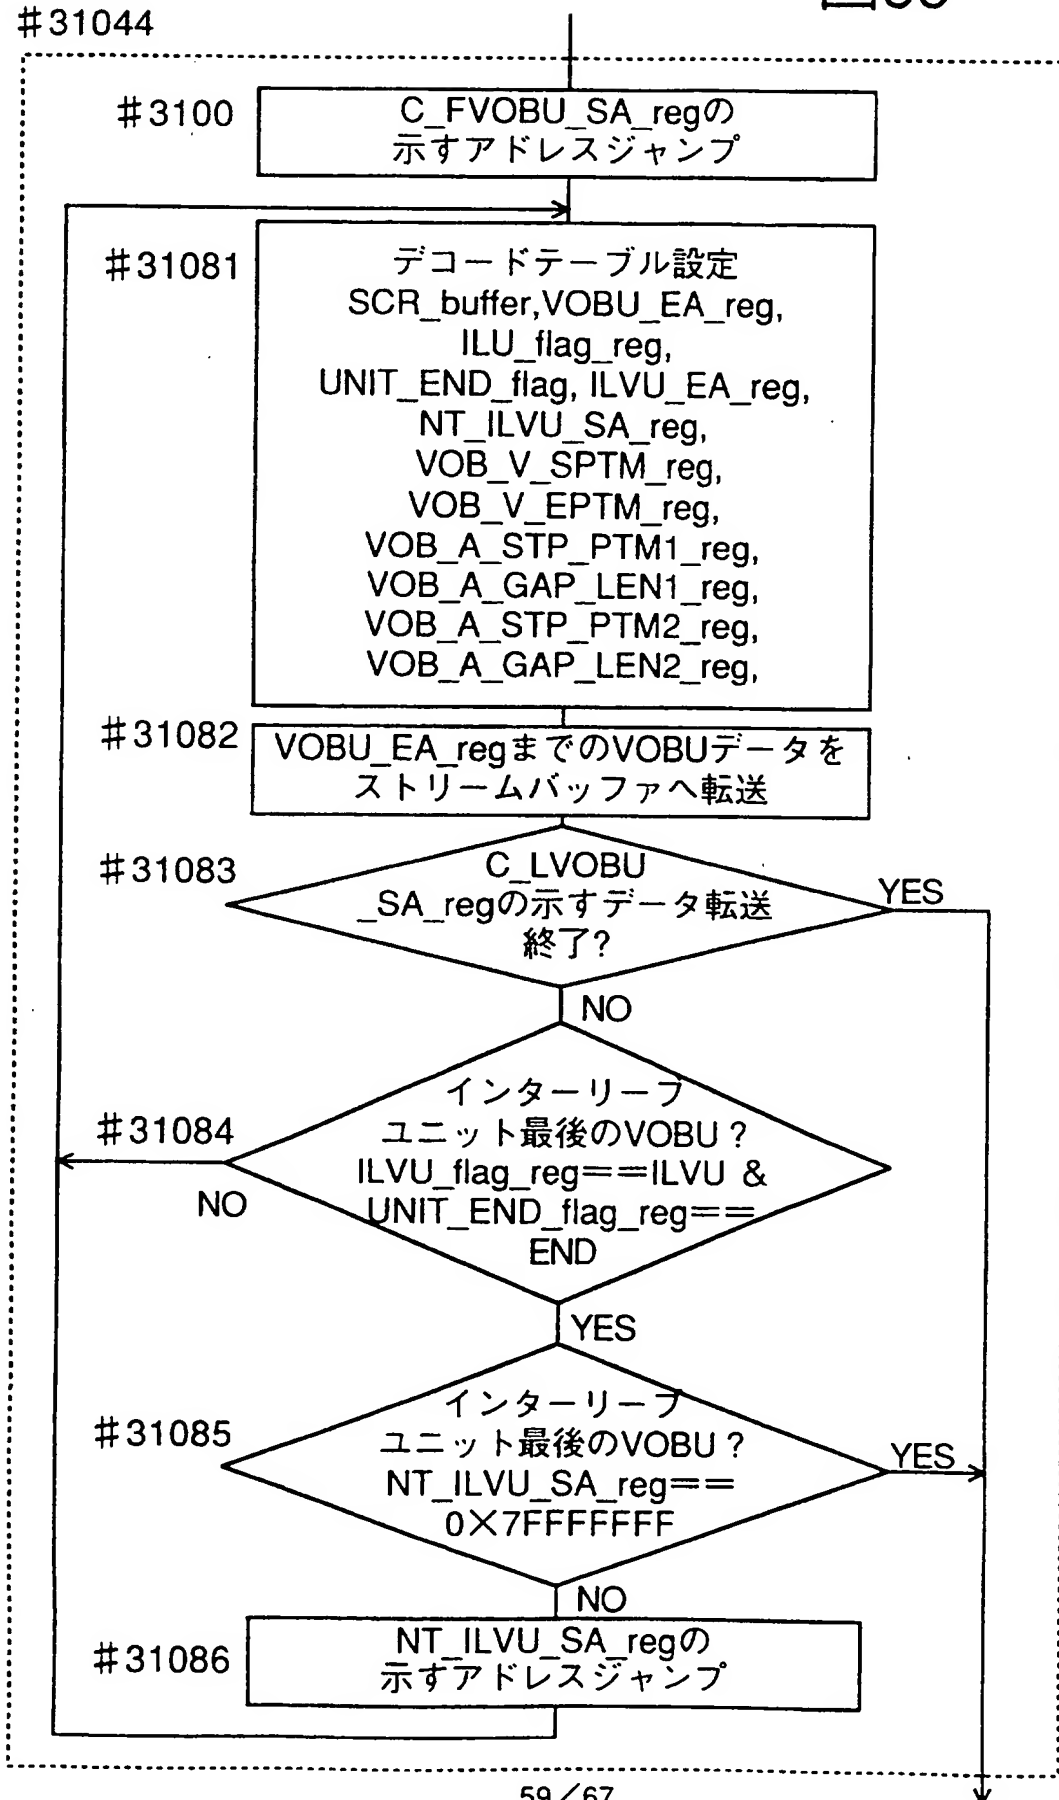 #31044
#3100
C_FVOBU_SA_regの
示すアドレスジャンプ
#31081
デコードテーブル設定
SCR_buffer,VOBU_EA_reg,
ILU_flag_reg,
UNIT_END_flag, ILVU_EA_reg,
NT_ILVU_SA_reg,
VOB_V_SPTM_reg,
VOB_V_EPTM_reg,
VOB_A_STP_PTM1_reg,
VOB_A_GAP_LEN1_reg,
VOB_A_STP_PTM2_reg,
VOB_A_GAP_LEN2_reg,
#31082
VOBU_EA_regまでのVOBUデータを
ストリームバッファへ転送
#31083
C_LVOBU
_SA_regの示すデータ転送
終了?
YES
NO
#31084
インターリーブ
ユニット最後のVOBU?
ILVU_flag_reg==ILVU &
UNIT_END_flag_reg==
END
NO
YES
#31085
インターリーブ
ユニット最後のVOBU?
NT_ILVU_SA_reg==
0×7FFFFFFF
YES
NO
#31086
NT_ILVU_SA_regの
示すアドレスジャンプ
59/67